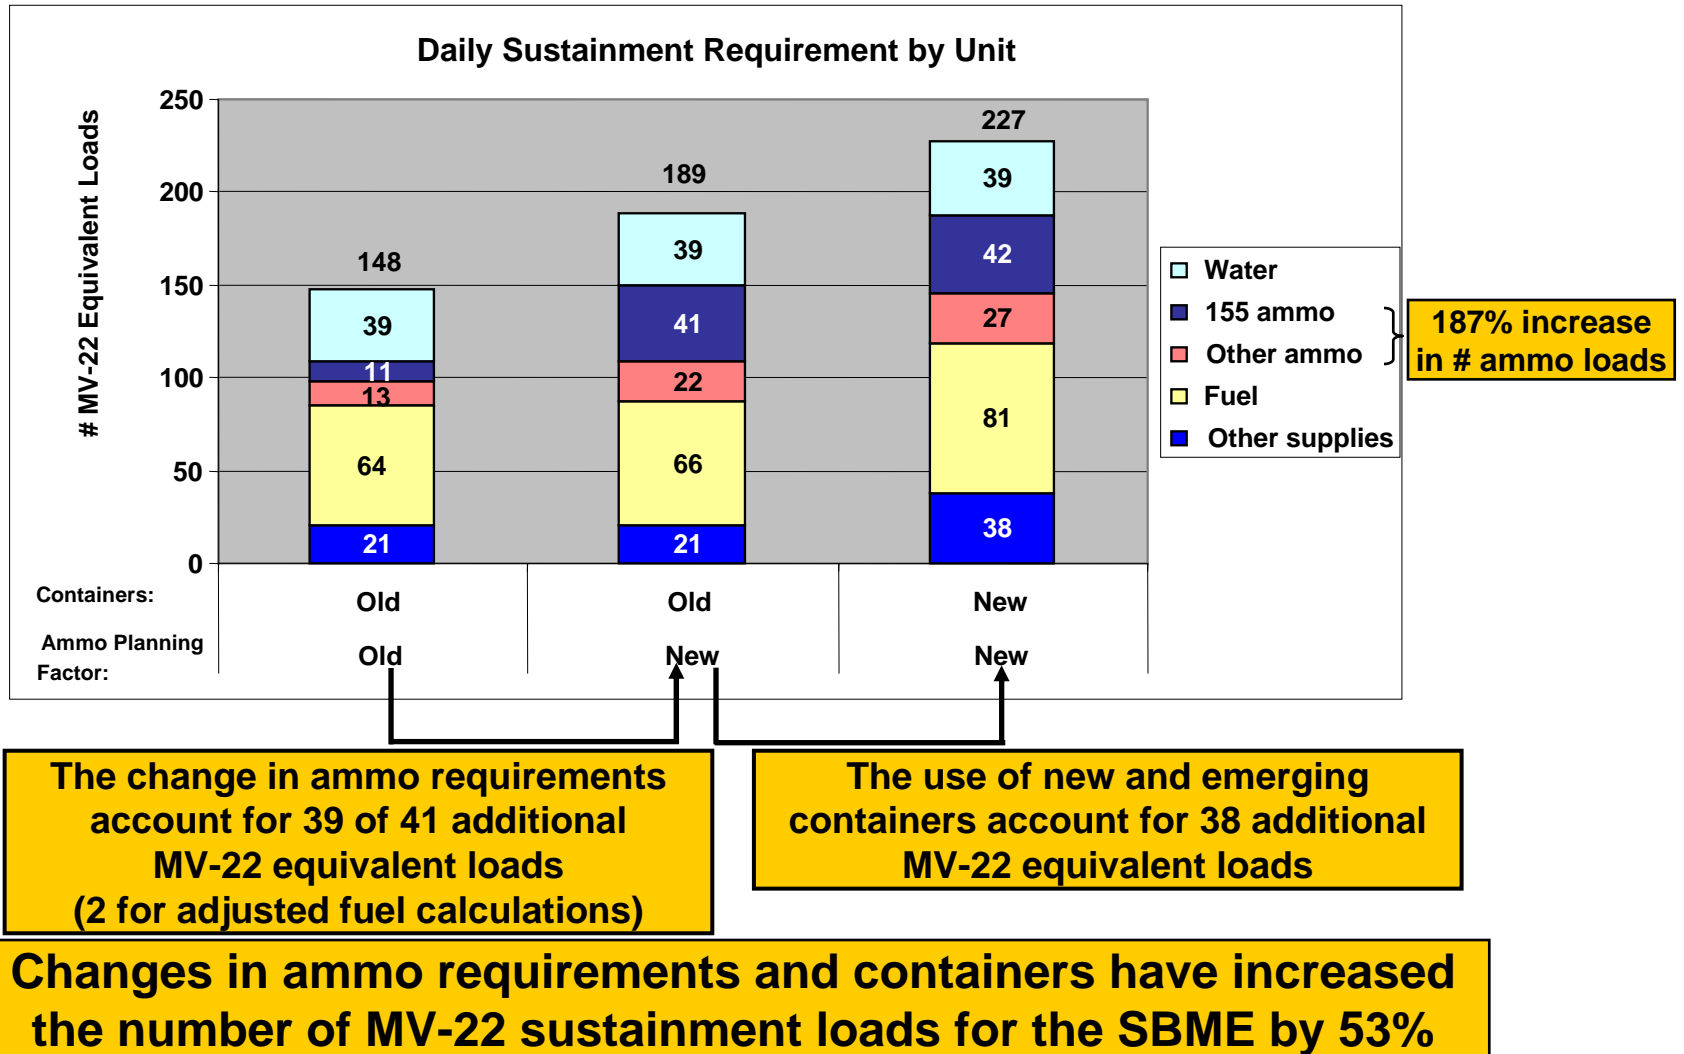 Daily Sustainment Requirement by Unit
# MV-22 Equivalent Loads
250
200
150
100
50
0
148
39
11
13
64
21
189
39
41
22
66
21
227
39
42
27
81
38
Water
155 ammo
Other ammo
Fuel
Other supplies
187% increase
in # ammo loads
Containers:
Old
Old
New
Ammo Planning
Factor:
Old
New
New
The change in ammo requirements
account for 39 of 41 additional
MV-22 equivalent loads
(2 for adjusted fuel calculations)
The use of new and emerging
containers account for 38 additional
MV-22 equivalent loads
Changes in ammo requirements and containers have increased
the number of MV-22 sustainment loads for the SBME by 53%